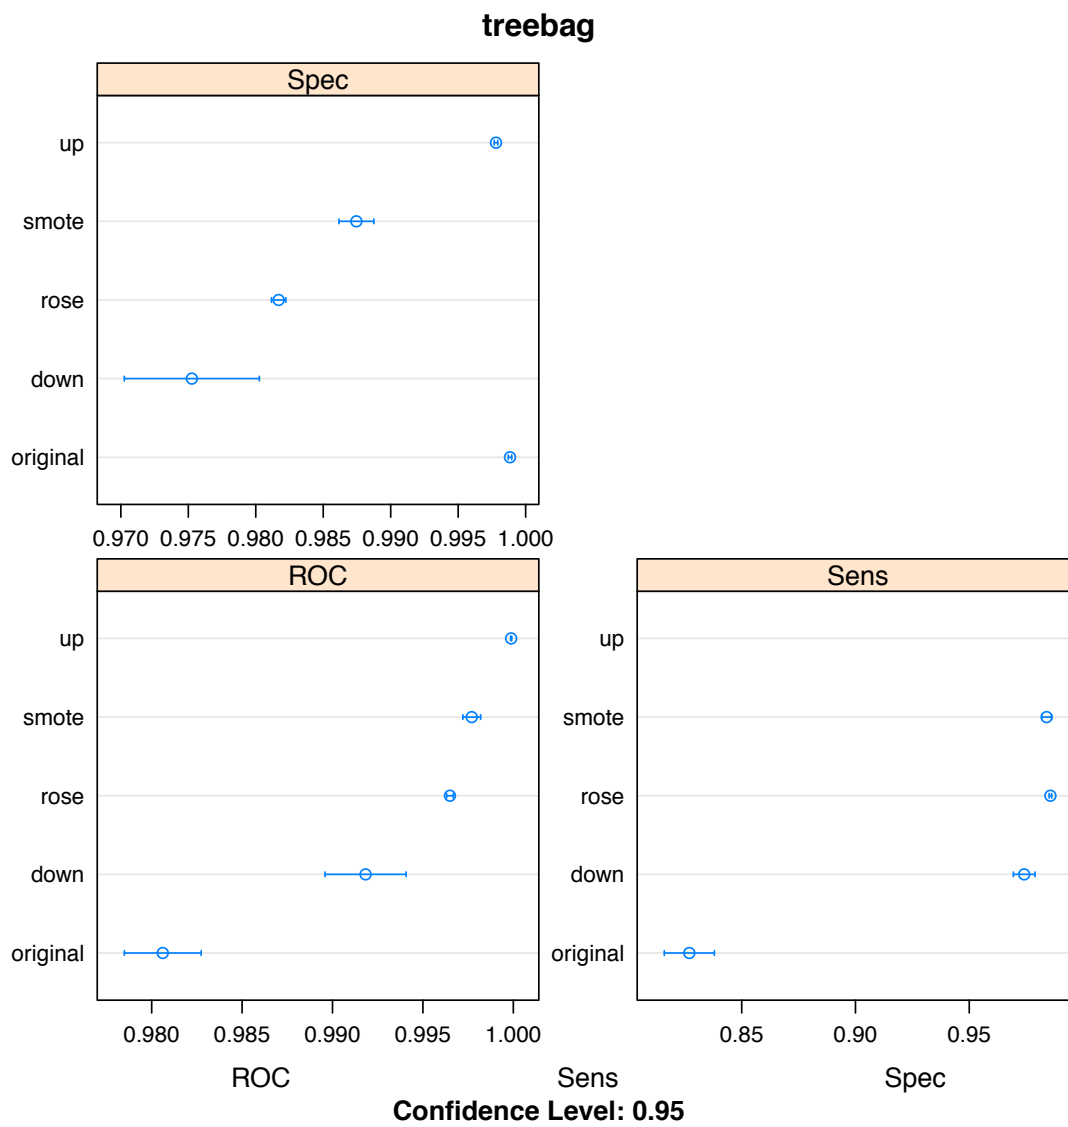 treebag
Spec
up
smote
rose
down
original
0.970 0.975 0.980 0.985 0.990 0.995 1.000
ROC
up
smote
rose
down
original
0.980 0.985 0.990 0.995 1.000
Sens
up
smote
rose
down
original
0.85 0.90 0.95
ROC Sens Spec
Confidence Level: 0.95